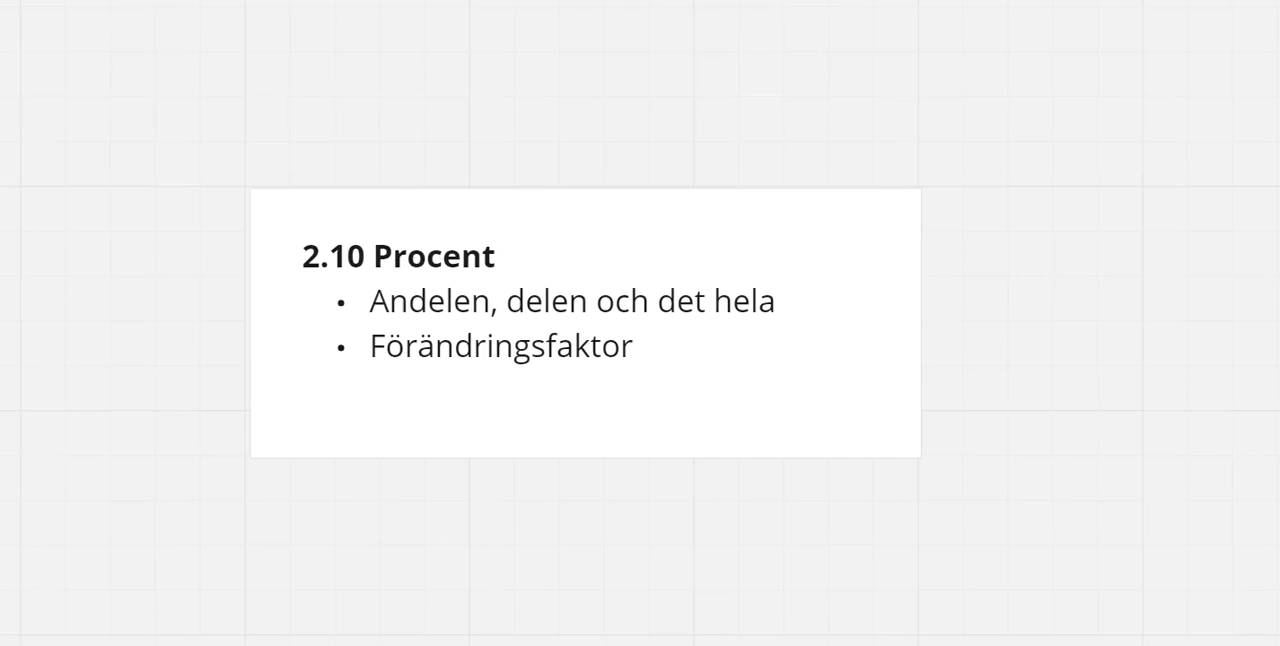 2.10 Procent
• Andelen, delen och det hela
• Förändringsfaktor